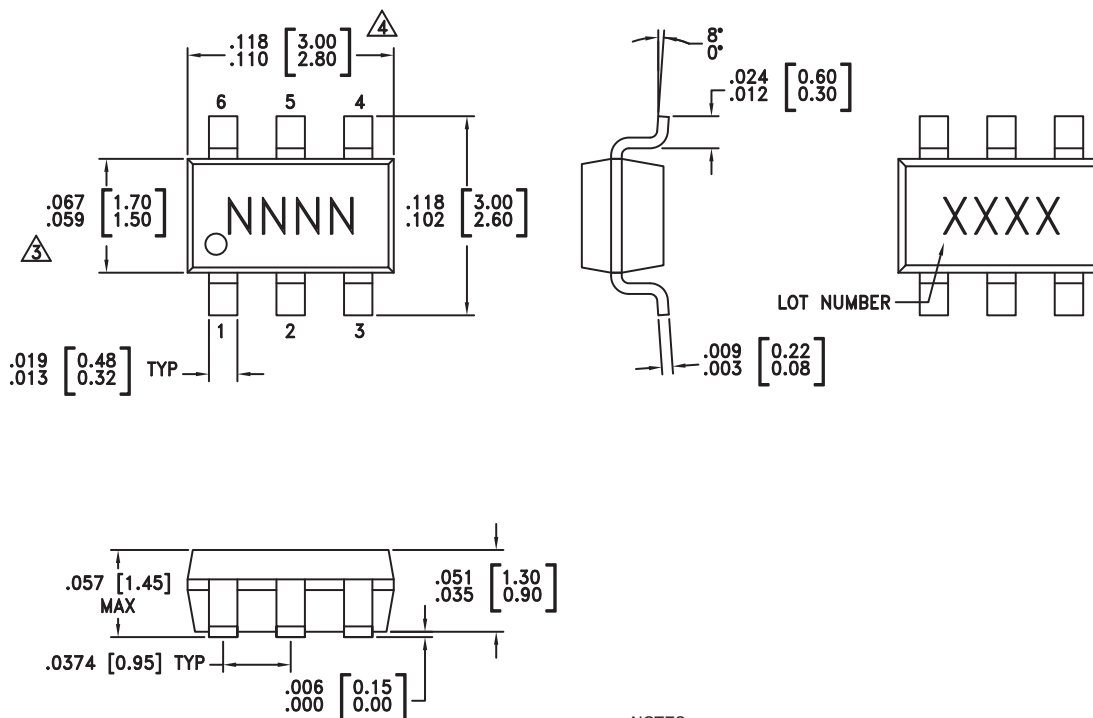 .118 [3.00]
.110 [2.80]
4
6 5 4
.067 [1.70]
.059 [1.50]
3
NNNN
.118 [3.00]
.102 [2.60]
1 2 3
.019 [0.48] TYP
.013 [0.32]
8°
0°
.024 [0.60]
.012 [0.30]
.009 [0.22]
.003 [0.08]
XXXX
LOT NUMBER
.057 [1.45]
MAX
.051 [1.30]
.035 [0.90]
.0374 [0.95] TYP
.006 [0.15]
.000 [0.00]